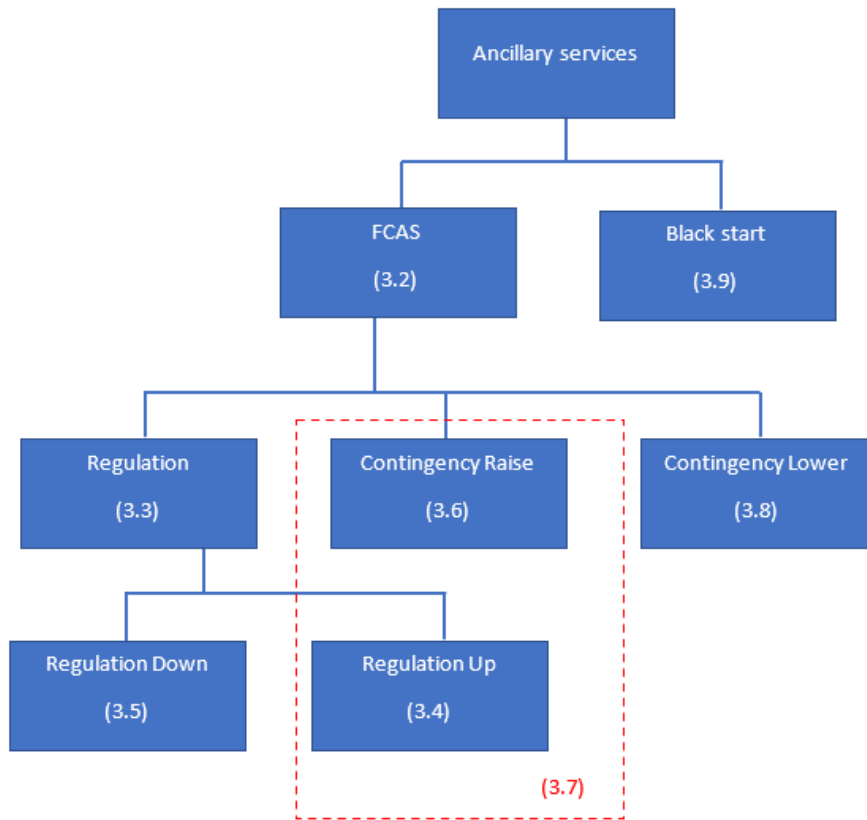 Ancillary services
FCAS
(3.2)
Black start
(3.9)
Regulation
(3.3)
Contingency Raise
(3.6)
Contingency Lower
(3.8)
Regulation Down
(3.5)
Regulation Up
(3.4)
(3.7)